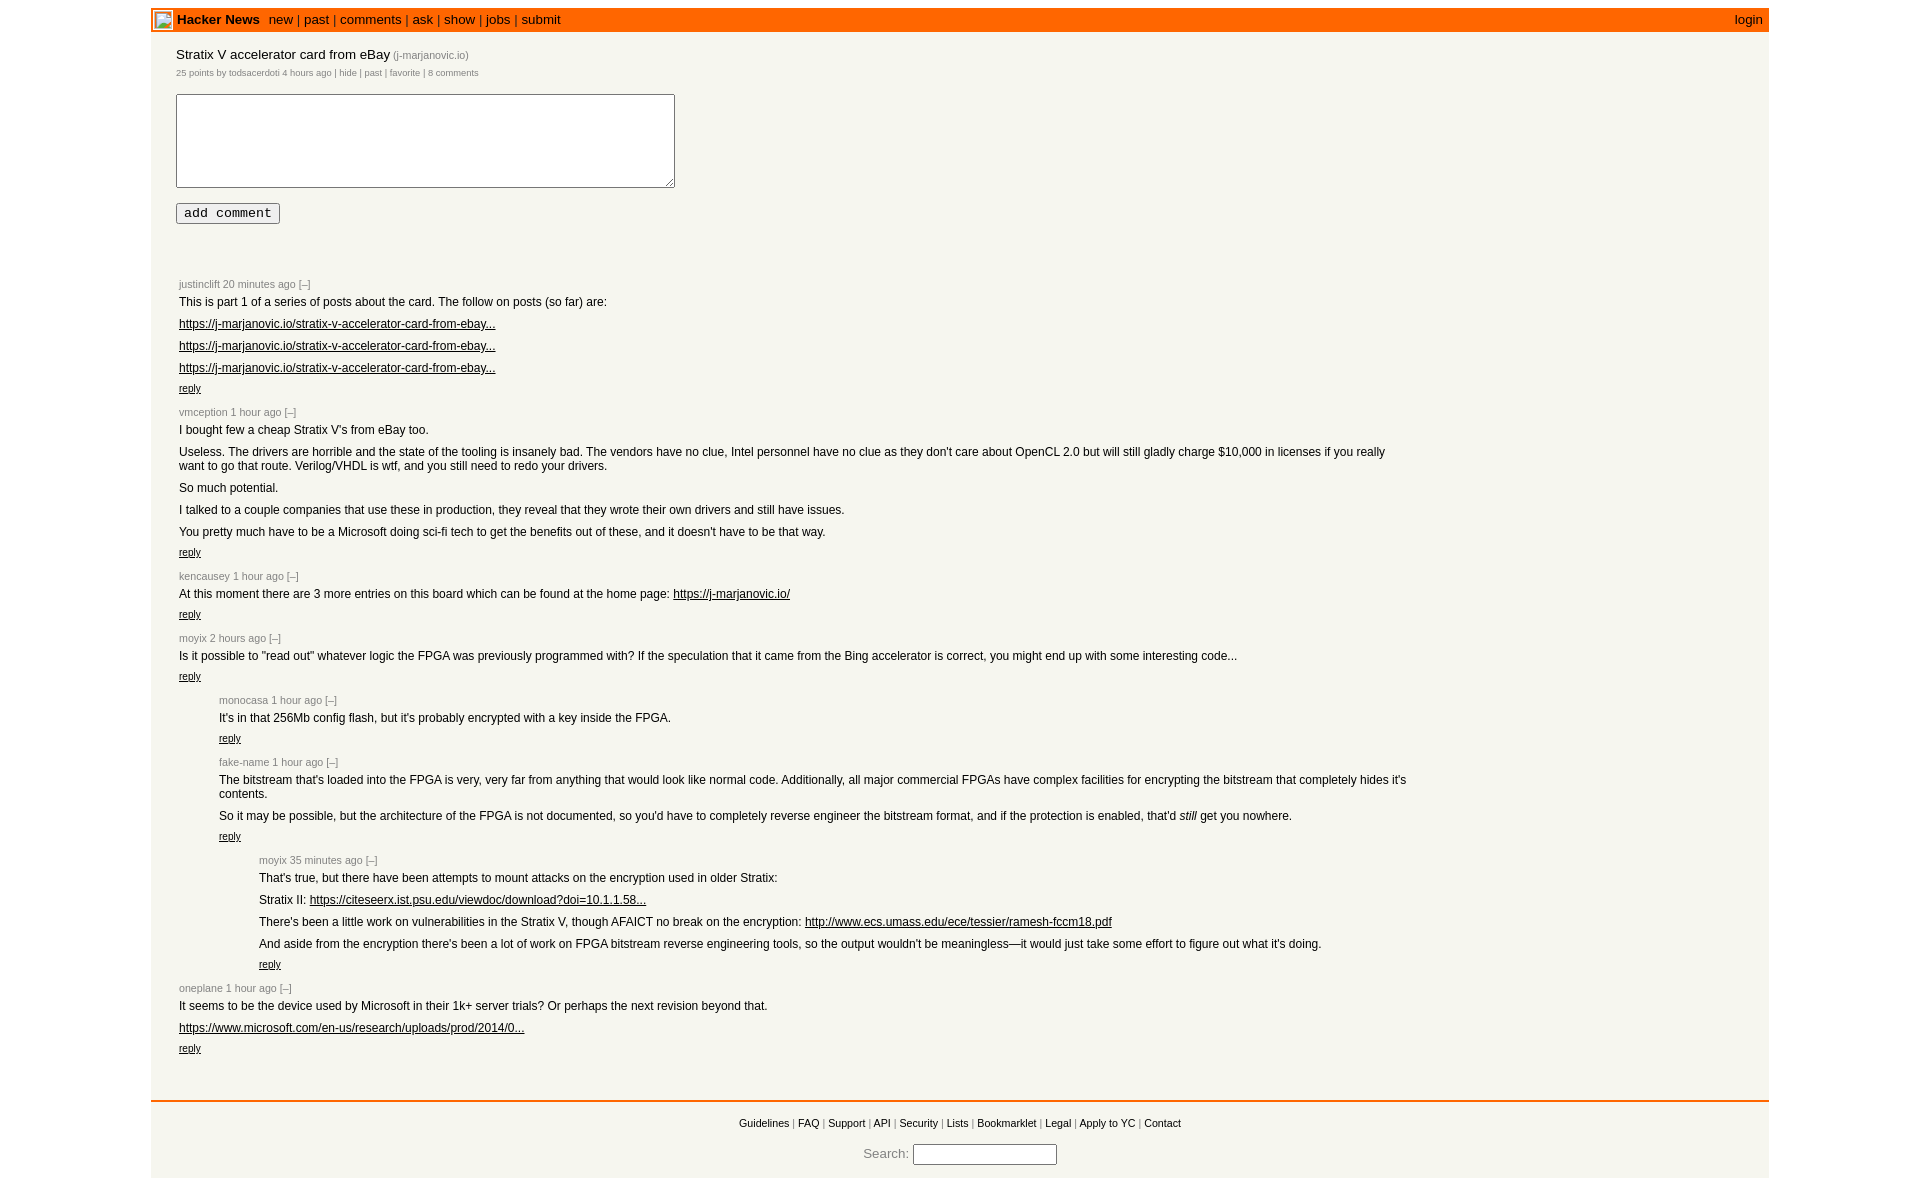 Hacker News new | past | comments | ask | show | jobs | submit login
Stratix V accelerator card from eBay (j-marjanovic.io)
25 points by todsacerdoti 4 hours ago | hide | past | favorite | 8 comments
add comment
justinclift 20 minutes ago [–]
This is part 1 of a series of posts about the card. The follow on posts (so far) are:
https://j-marjanovic.io/stratix-v-accelerator-card-from-ebay...
https://j-marjanovic.io/stratix-v-accelerator-card-from-ebay...
https://j-marjanovic.io/stratix-v-accelerator-card-from-ebay...
reply
vmception 1 hour ago [–]
I bought few a cheap Stratix V's from eBay too.
Useless. The drivers are horrible and the state of the tooling is insanely bad. The vendors have no clue, Intel personnel have no clue as they don't care about OpenCL 2.0 but will still gladly charge $10,000 in licenses if you really
want to go that route. Verilog/VHDL is wtf, and you still need to redo your drivers.
So much potential.
I talked to a couple companies that use these in production, they reveal that they wrote their own drivers and still have issues.
You pretty much have to be a Microsoft doing sci-fi tech to get the benefits out of these, and it doesn't have to be that way.
reply
kencausey 1 hour ago [–]
At this moment there are 3 more entries on this board which can be found at the home page: https://j-marjanovic.io/
reply
moyix 2 hours ago [–]
Is it possible to "read out" whatever logic the FPGA was previously programmed with? If the speculation that it came from the Bing accelerator is correct, you might end up with some interesting code...
reply
monocasa 1 hour ago [–]
It's in that 256Mb config flash, but it's probably encrypted with a key inside the FPGA.
reply
fake-name 1 hour ago [–]
The bitstream that's loaded into the FPGA is very, very far from anything that would look like normal code. Additionally, all major commercial FPGAs have complex facilities for encrypting the bitstream that completely hides it's
contents.
So it may be possible, but the architecture of the FPGA is not documented, so you'd have to completely reverse engineer the bitstream format, and if the protection is enabled, that'd still get you nowhere.
reply
moyix 35 minutes ago [–]
That's true, but there have been attempts to mount attacks on the encryption used in older Stratix:
Stratix II: https://citeseerx.ist.psu.edu/viewdoc/download?doi=10.1.1.58...
There's been a little work on vulnerabilities in the Stratix V, though AFAICT no break on the encryption: http://www.ecs.umass.edu/ece/tessier/ramesh-fccm18.pdf
And aside from the encryption there's been a lot of work on FPGA bitstream reverse engineering tools, so the output wouldn't be meaningless—it would just take some effort to figure out what it's doing.
reply
oneplane 1 hour ago [–]
It seems to be the device used by Microsoft in their 1k+ server trials? Or perhaps the next revision beyond that.
https://www.microsoft.com/en-us/research/uploads/prod/2014/0...
reply
Guidelines | FAQ | Support | API | Security | Lists | Bookmarklet | Legal | Apply to YC | Contact
Search: